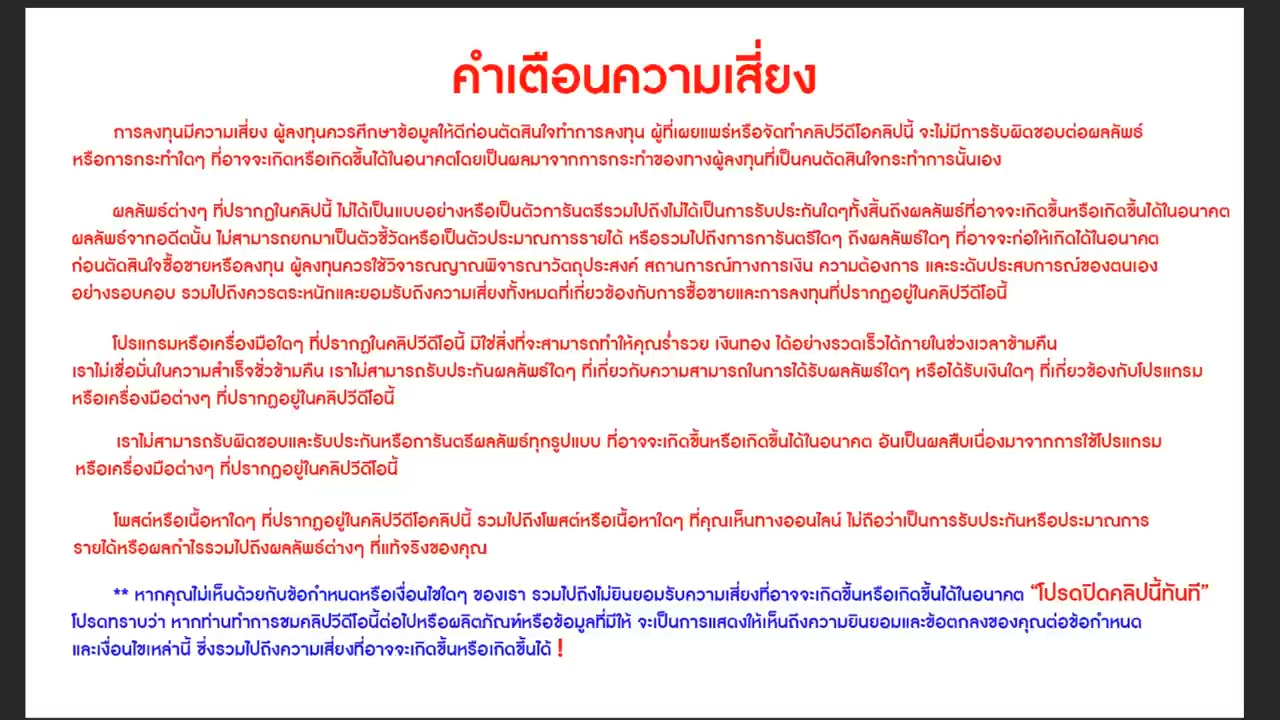 คำเตือนความเสี่ยง
การลงทุนมีความเสี่ยง ผู้ลงทุนควรศึกษาข้อมูลให้ดีก่อนตัดสินใจทำการลงทุน ผู้ที่เผยแพร่หรือจัดทำคลิปวีดีโอคลิปนี้ จะไม่มีการรับผิดชอบต่อผลลัพธ์
หรือการกระทำใดๆ ที่อาจจะเกิดหรือเกิดขึ้นได้ในอนาคตโดยเป็นผลมาจากการกระทำของทางผู้ลงทุนที่เป็นคนตัดสินใจกระทำการนั้นเอง
ผลลัพธ์ต่างๆ ที่ปรากฏในคลิปนี้ ไม่ได้เป็นแบบอย่างหรือเป็นตัวการันตรีรวมไปถึงไม่ได้เป็นการรับประกันใดๆทั้งสิ้นถึงผลลัพธ์ที่อาจจะเกิดขึ้นหรือเกิดขึ้นได้ในอนาคต
ผลลัพธ์จากอดีตนั้น ไม่สามารถยกมาเป็นตัวชี้วัดหรือเป็นตัวประมาณการรายได้ หรือรวมไปถึงการการันตรีใดๆ ถึงผลลัพธ์ใดๆ ที่อาจจะก่อให้เกิดได้ในอนาคต
ก่อนตัดสินใจซื้อขายหรือลงทุน ผู้ลงทุนควรใช้วิจารณญาณพิจารณาวัตถุประสงค์ สถานการณ์ทางการเงิน ความต้องการ และระดับประสบการณ์ของตนเอง
อย่างรอบคอบ รวมไปถึงควรตระหนักและยอมรับถึงความเสี่ยงทั้งหมดที่เกี่ยวข้องกับการซื้อขายและการลงทุนที่ปรากฏอยู่ในคลิปวีดีโอนี้
โปรแกรมหรือเครื่องมือใดๆ ที่ปรากฏในคลิปวีดีโอนี้ มิใช่สิ่งที่จะสามารถทำให้คุณร่ำรวย เงินทอง ได้อย่างรวดเร็วได้ภายในช่วงเวลาข้ามคืน
เราไม่เชื่อมั่นในความสำเร็จชั่วข้ามคืน เราไม่สามารถรับประกันผลลัพธ์ใดๆ ที่เกี่ยวกับความสามารถในการได้รับผลลัพธ์ใดๆ หรือได้รับเงินใดๆ ที่เกี่ยวข้องกับโปรแกรม
หรือเครื่องมือต่างๆ ที่ปรากฏอยู่ในคลิปวีดีโอนี้
เราไม่สามารถรับผิดชอบและรับประกันหรือการันตรีผลลัพธ์ทุกรูปแบบ ที่อาจจะเกิดขึ้นหรือเกิดขึ้นได้ในอนาคต อันเป็นผลสืบเนื่องมาจากการใช้โปรแกรม
หรือเครื่องมือต่างๆ ที่ปรากฏอยู่ในคลิปวีดีโอนี้
โพสต์หรือเนื้อหาใดๆ ที่ปรากฏอยู่ในคลิปวีดีโอคลิปนี้ รวมไปถึงโพสต์หรือเนื้อหาใดๆ ที่คุณเห็นทางออนไลน์ ไม่ถือว่าเป็นการรับประกันหรือประมาณการ
รายได้หรือผลกำไรรวมไปถึงผลลัพธ์ต่างๆ ที่แท้จริงของคุณ
** หากคุณไม่เห็นด้วยกับข้อกำหนดหรือเงื่อนไขใดๆ ของเรา รวมไปถึงไม่ยินยอมรับความเสี่ยงที่อาจจะเกิดขึ้นหรือเกิดขึ้นได้ในอนาคต “โปรดปิดคลิปนี้ทันที”
โปรดทราบว่า หากท่านทำการชมคลิปวีดีโอนี้ต่อไปหรือผลิตภัณฑ์หรือข้อมูลที่มีให้ จะเป็นการแสดงให้เห็นถึงความยินยอมและข้อตกลงของคุณต่อข้อกำหนด
และเงื่อนไขเหล่านี้ ซึ่งรวมไปถึงความเสี่ยงที่อาจจะเกิดขึ้นหรือเกิดขึ้นได้ !